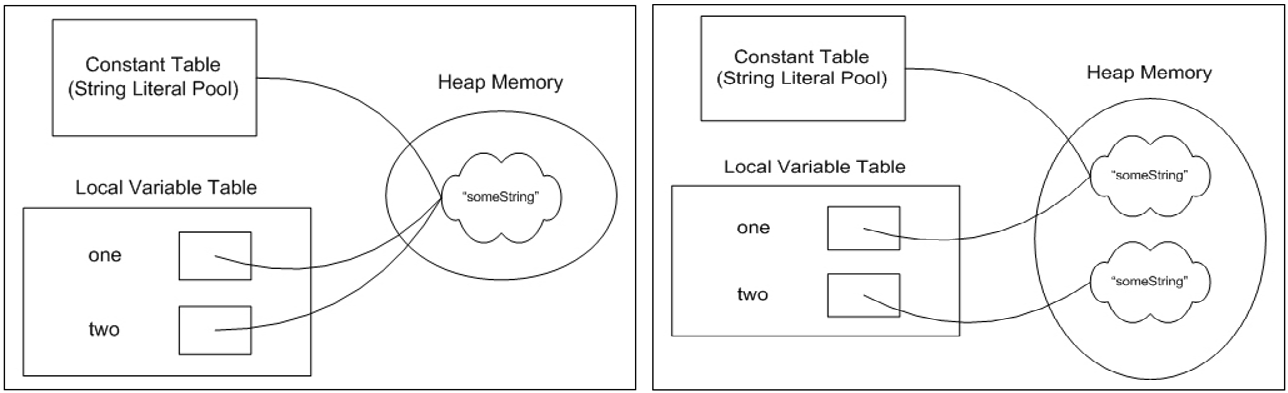 Constant Table
(String Literal Pool)
Heap Memory
“someString”
Local Variable Table
one
two
Constant Table
(String Literal Pool)
Heap Memory
“someString”
Local Variable Table
one
two
“someString”